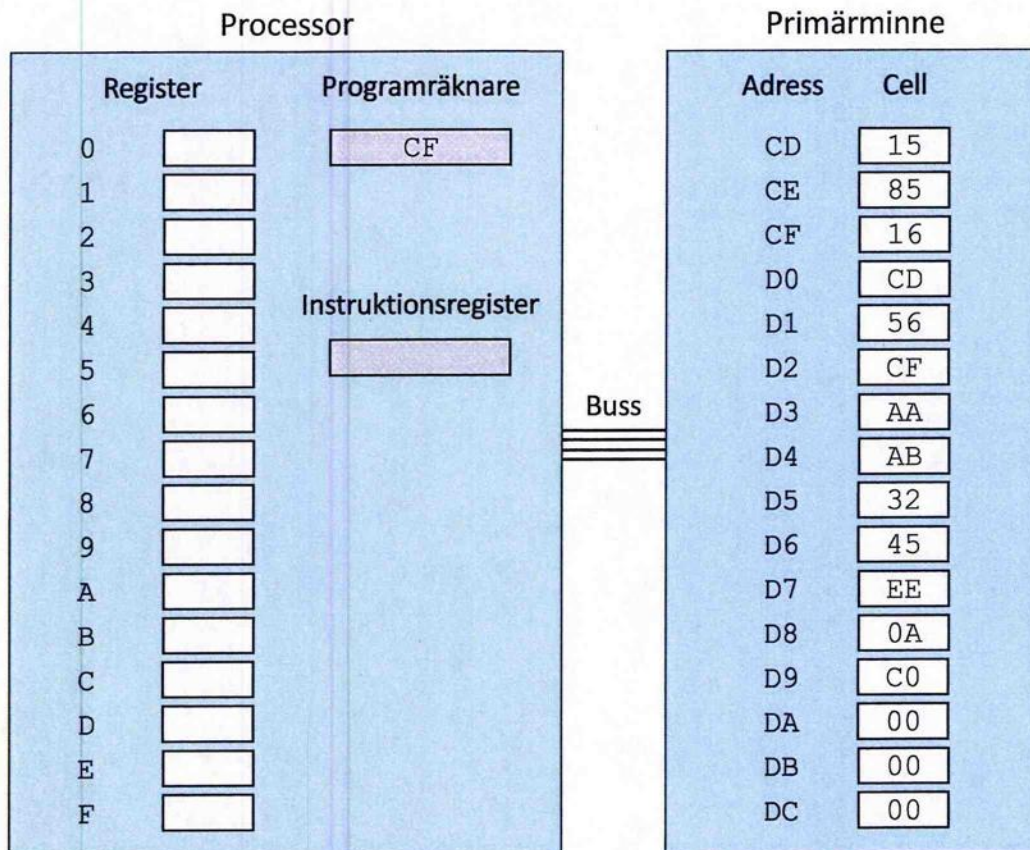 Processor Primärminne
Register Programräknare Adress Cell
0 CF CD 15
1 CE 85
2 CF 16
3 D0 CD
4 Instruktionsregister D1 56
5 D2 CF
6 Buss D3 AA
7 D4 AB
8 D5 32
9 D6 45
A D7 EE
B D8 0A
C D9 C0
D DA 00
E DB 00
F DC 00